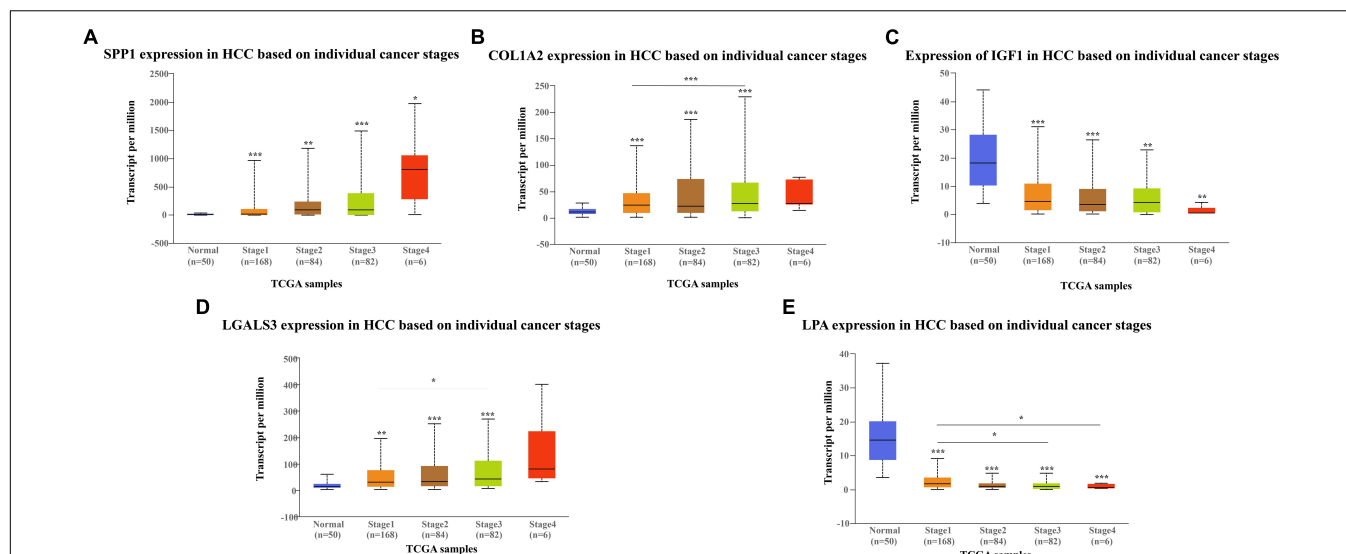 A
SPP1 expression in HCC based on individual cancer stages
Transcript per million
2500
2000
1500
1000
500
0
-500
*** ** *** *
Normal Stage1 Stage2 Stage3 Stage4
(n=50) (n=168) (n=84) (n=82) (n=6)
TCGA samples
B
COL1A2 expression in HCC based on individual cancer stages
Transcript per million
250
200
150
100
50
0
-50
***
*** *** ***
Normal Stage1 Stage2 Stage3 Stage4
(n=50) (n=168) (n=84) (n=82) (n=6)
TCGA samples
C
Expression of IGF1 in HCC based on individual cancer stages
Transcript per million
50
40
30
20
10
0
-10
*** *** ** **
Normal Stage1 Stage2 Stage3 Stage4
(n=50) (n=168) (n=84) (n=82) (n=6)
TCGA samples
D
LGALS3 expression in HCC based on individual cancer stages
Transcript per million
500
400
300
200
100
0
-100
*
** *** ***
Normal Stage1 Stage2 Stage3 Stage4
(n=50) (n=168) (n=84) (n=82) (n=6)
TCGA samples
E
LPA expression in HCC based on individual cancer stages
Transcript per million
40
30
20
10
0
-10
*
*
*** *** *** ***
Normal Stage1 Stage2 Stage3 Stage4
(n=50) (n=168) (n=84) (n=82) (n=6)
TCGA samples